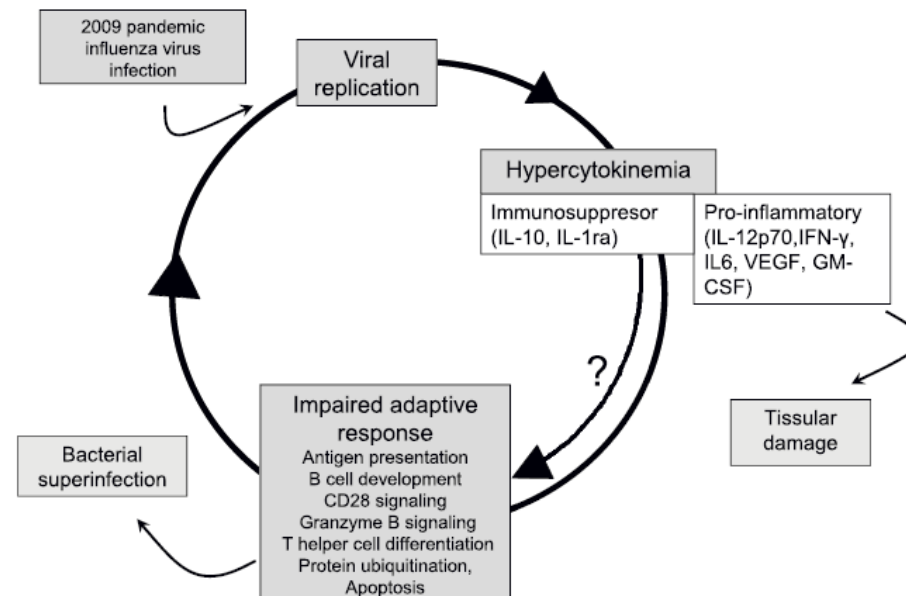 2009 pandemic
influenza virus
infection
Viral
replication
Hypercytokinemia
Immunosuppresor
(IL-10, IL-1ra)
Pro-inflammatory
(IL-12p70,IFN-γ,
IL6, VEGF, GM-
CSF)
?
Tissular
damage
Impaired adaptive
response
Antigen presentation
B cell development
CD28 signaling
Granzyme B signaling
T helper cell differentiation
Protein ubiquitination,
Apoptosis
Bacterial
superinfection